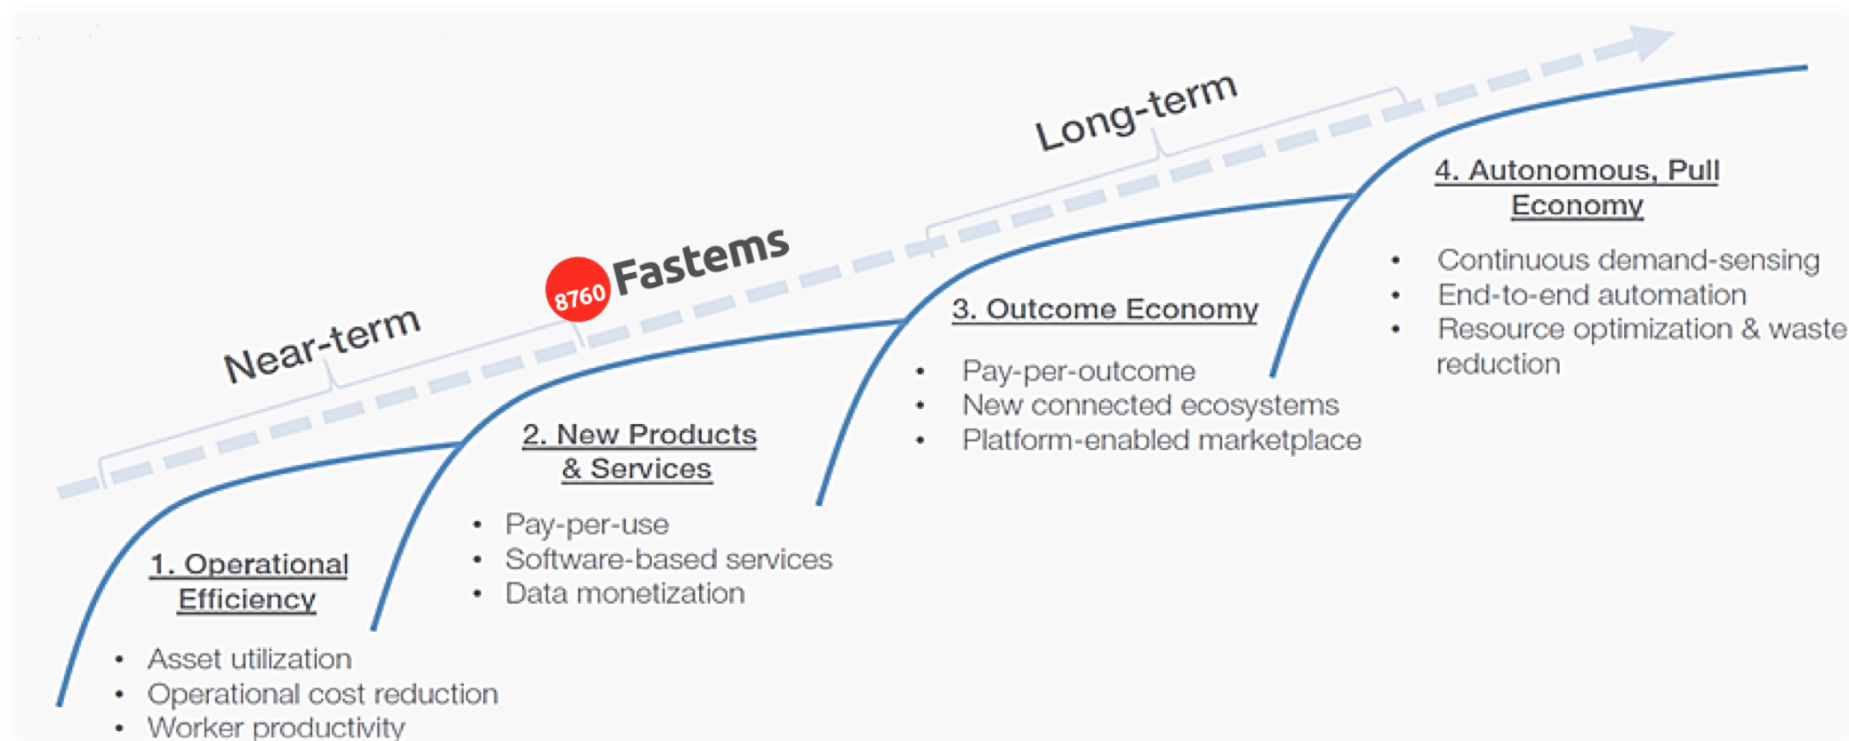 Long-term
8760 Fastems
Near-term
1. Operational
Efficiency
• Asset utilization
• Operational cost reduction
• Worker productivity
2. New Products
& Services
• Pay-per-use
• Software-based services
• Data monetization
3. Outcome Economy
• Pay-per-outcome
• New connected ecosystems
• Platform-enabled marketplace
4. Autonomous, Pull
Economy
• Continuous demand-sensing
• End-to-end automation
• Resource optimization & waste
reduction